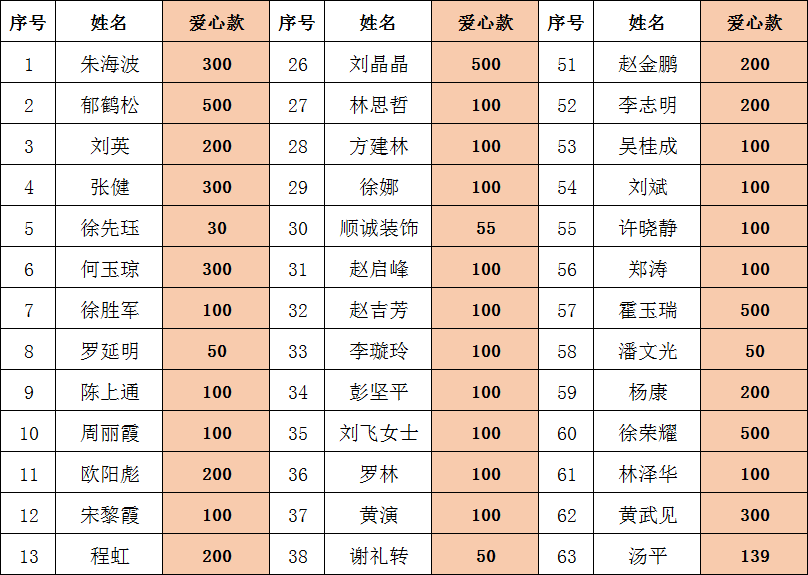 序号 姓名 爱心款 序号 姓名 爱心款 序号 姓名 爱心款
1 朱海波 300 26 刘晶晶 500 51 赵金鹏 200
2 郁鹤松 500 27 林思哲 100 52 李志明 200
3 刘英 200 28 方建林 100 53 吴桂成 100
4 张健 300 29 徐娜 100 54 刘斌 100
5 徐先珏 30 30 顺诚装饰 55 55 许晓静 100
6 何玉琼 300 31 赵启峰 100 56 郑涛 100
7 徐胜军 100 32 赵吉芳 100 57 霍玉瑞 500
8 罗延明 50 33 李璇玲 100 58 潘文光 50
9 陈上通 100 34 彭坚平 100 59 杨康 200
10 周丽霞 100 35 刘飞女士 100 60 徐荣耀 500
11 欧阳彪 200 36 罗林 100 61 林泽华 100
12 宋黎霞 100 37 黄演 100 62 黄武见 300
13 程虹 200 38 谢礼转 50 63 汤平 139